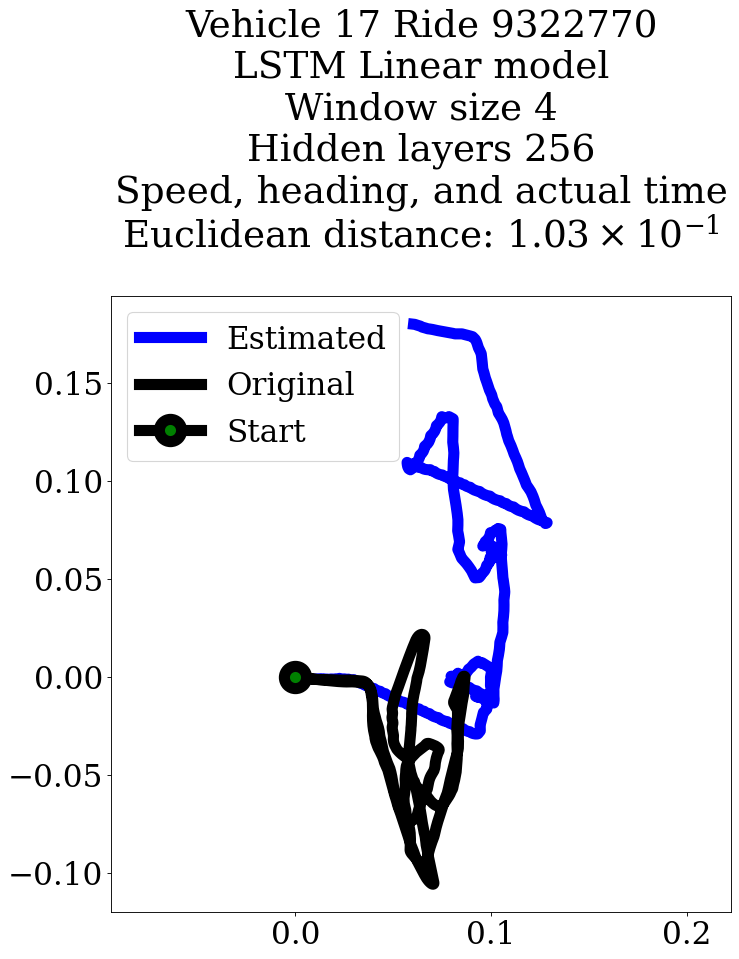 Vehicle 17 Ride 9322770
LSTM Linear model
Window size 4
Hidden layers 256
Speed, heading, and actual time
Euclidean distance: 1.03 × 10⁻¹
Estimated
Original
Start
0.15
0.10
0.05
0.00
−0.05
−0.10
0.0 0.1 0.2